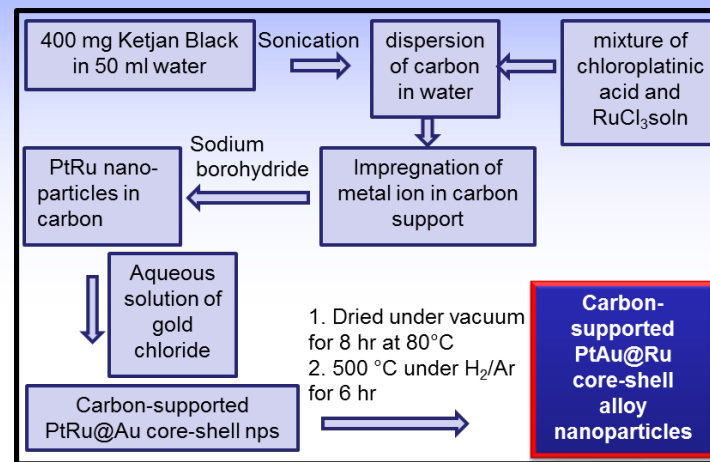 400 mg Ketjan Black
in 50 ml water
Sonication
dispersion
of carbon
in water
mixture of
chloroplatinic
acid and
RuCl₃soln
Impregnation of
metal ion in carbon
support
Sodium
borohydride
PtRu nano-
particles in
carbon
Aqueous
solution of
gold
chloride
Carbon-supported
PtRu@Au core-shell nps
1. Dried under vacuum
for 8 hr at 80°C
2. 500 °C under H₂/Ar
for 6 hr
Carbon-
supported
PtAu@Ru
core-shell
alloy
nanoparticles